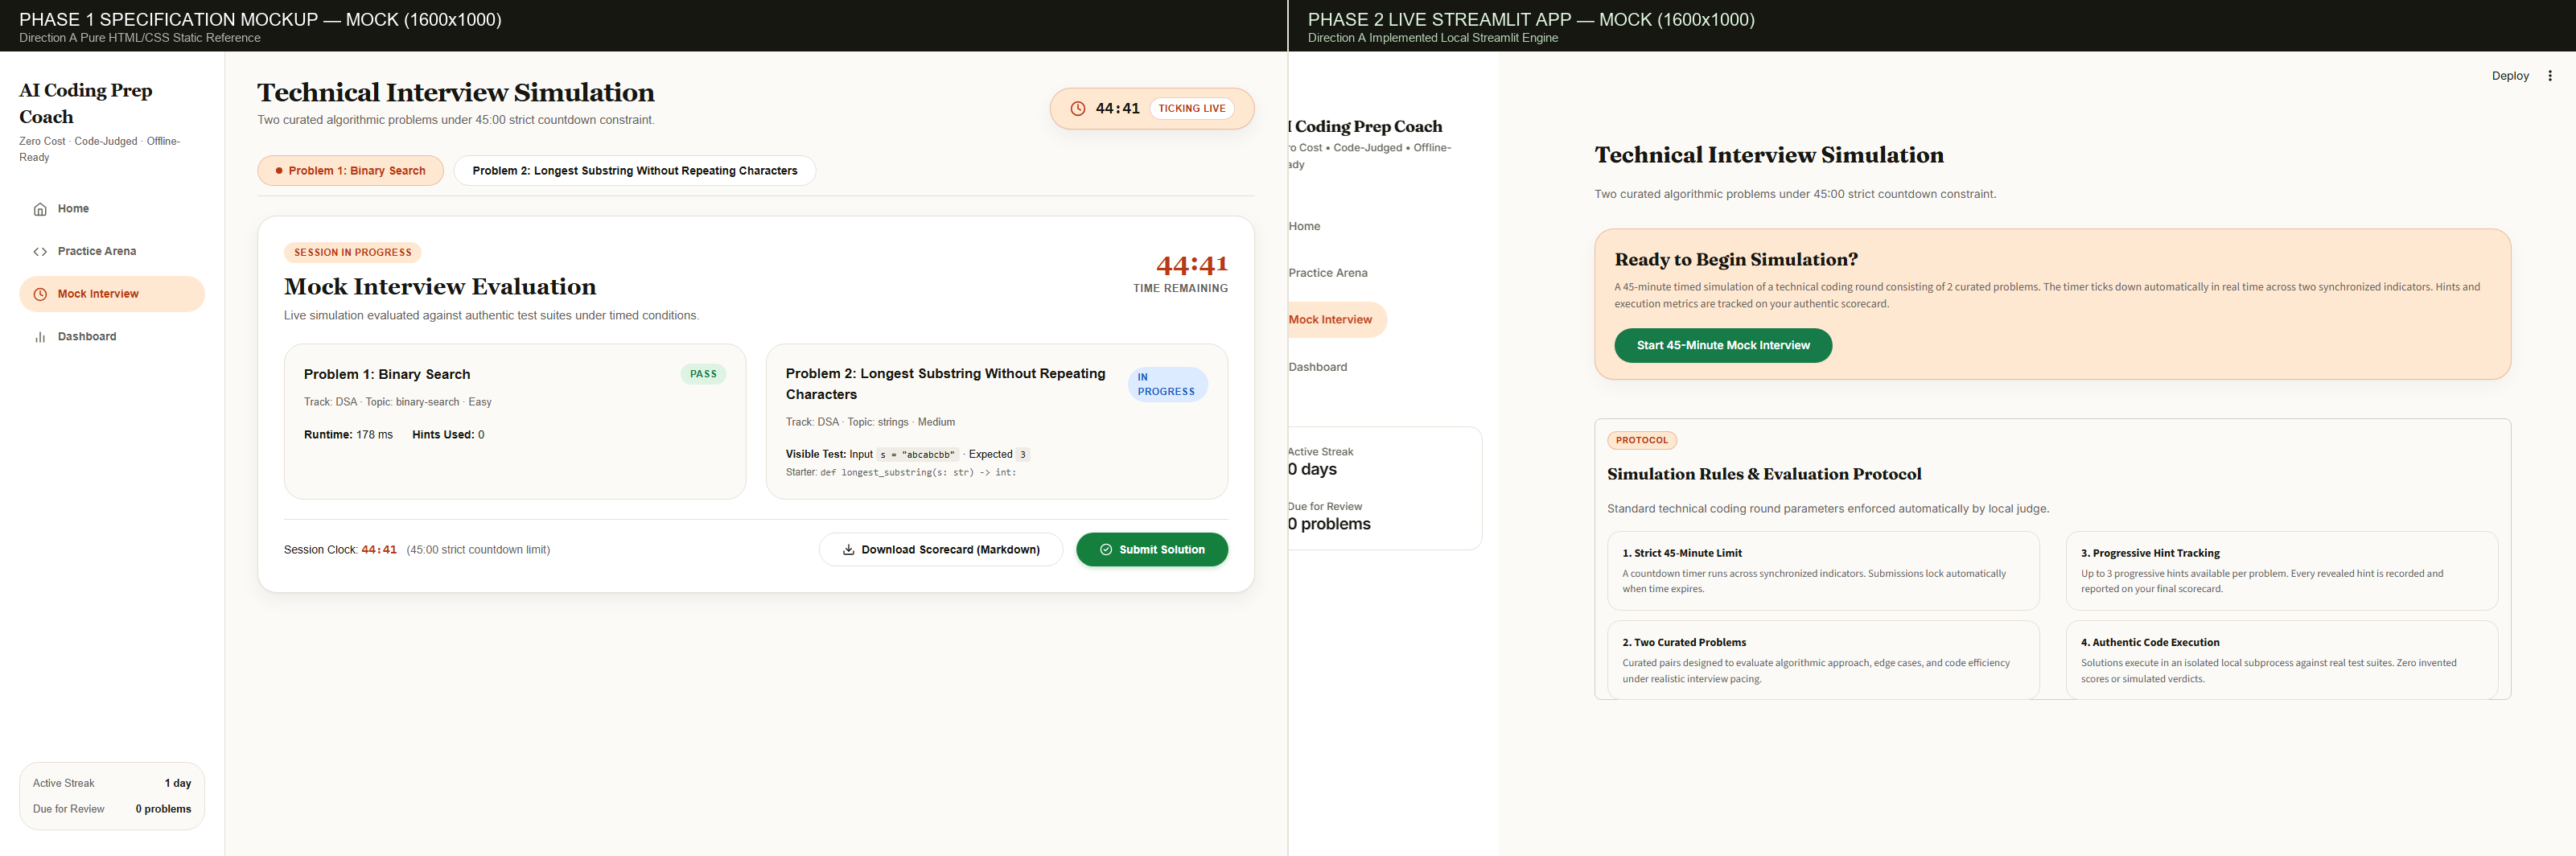 PHASE 1 SPECIFICATION MOCKUP — MOCK (1600x1000)
Direction A Pure HTML/CSS Static Reference
AI Coding Prep
Coach
Zero Cost · Code-Judged · Offline-
Ready
Home
Practice Arena
Mock Interview
Dashboard
Active Streak 1 day
Due for Review 0 problems
Technical Interview Simulation
Two curated algorithmic problems under 45:00 strict countdown constraint.
44:41 TICKING LIVE
Problem 1: Binary Search
Problem 2: Longest Substring Without Repeating Characters
SESSION IN PROGRESS
Mock Interview Evaluation
Live simulation evaluated against authentic test suites under timed conditions.
44:41
TIME REMAINING
Problem 1: Binary Search
PASS
Track: DSA · Topic: binary-search · Easy
Runtime: 178 ms Hints Used: 0
Problem 2: Longest Substring Without Repeating
Characters
IN
PROGRESS
Track: DSA · Topic: strings · Medium
Visible Test: Input s = "abcabcbb" · Expected 3
Starter: def longest_substring(s: str) -> int:
Session Clock: 44:41 (45:00 strict countdown limit)
Download Scorecard (Markdown)
Submit Solution
PHASE 2 LIVE STREAMLIT APP — MOCK (1600x1000)
Direction A Implemented Local Streamlit Engine
Deploy
I Coding Prep Coach
ro Cost • Code-Judged • Offline-
ady
Home
Practice Arena
Mock Interview
Dashboard
Active Streak
0 days
Due for Review
0 problems
Technical Interview Simulation
Two curated algorithmic problems under 45:00 strict countdown constraint.
Ready to Begin Simulation?
A 45-minute timed simulation of a technical coding round consisting of 2 curated problems. The timer ticks down automatically in real time across two synchronized indicators. Hints and
execution metrics are tracked on your authentic scorecard.
Start 45-Minute Mock Interview
PROTOCOL
Simulation Rules & Evaluation Protocol
Standard technical coding round parameters enforced automatically by local judge.
1. Strict 45-Minute Limit
A countdown timer runs across synchronized indicators. Submissions lock automatically
when time expires.
3. Progressive Hint Tracking
Up to 3 progressive hints available per problem. Every revealed hint is recorded and
reported on your final scorecard.
2. Two Curated Problems
Curated pairs designed to evaluate algorithmic approach, edge cases, and code efficiency
under realistic interview pacing.
4. Authentic Code Execution
Solutions execute in an isolated local subprocess against real test suites. Zero invented
scores or simulated verdicts.